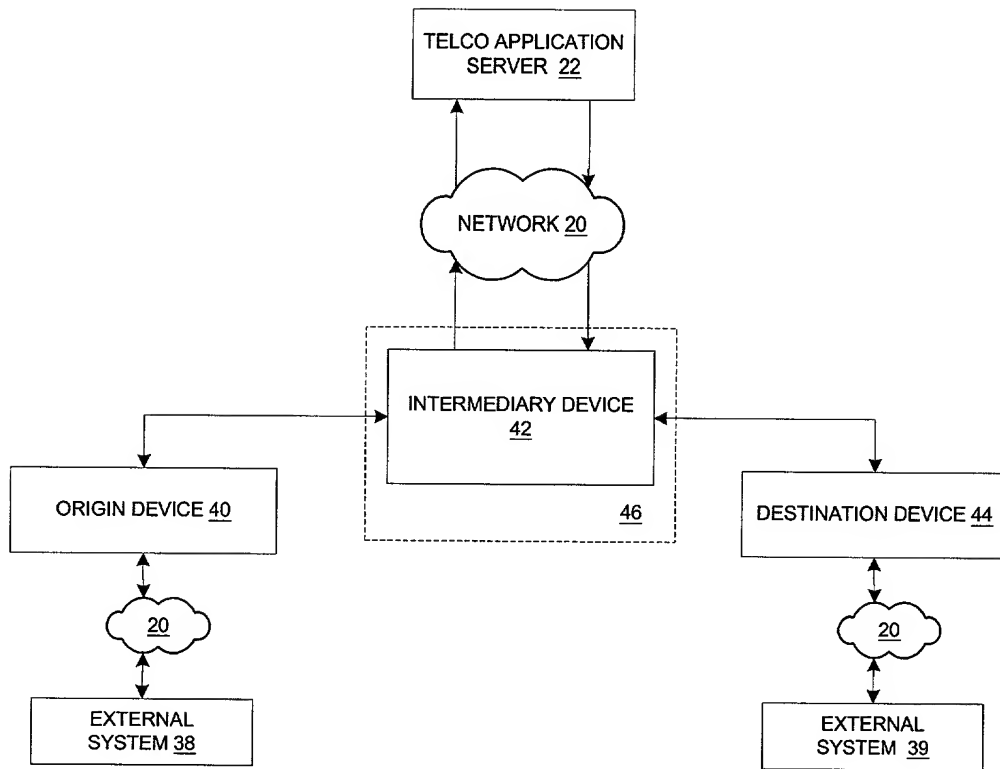 TELCO APPLICATION
SERVER 22
NETWORK 20
INTERMEDIARY DEVICE
42
46
ORIGIN DEVICE 40
DESTINATION DEVICE 44
20
20
EXTERNAL
SYSTEM 38
EXTERNAL
SYSTEM 39